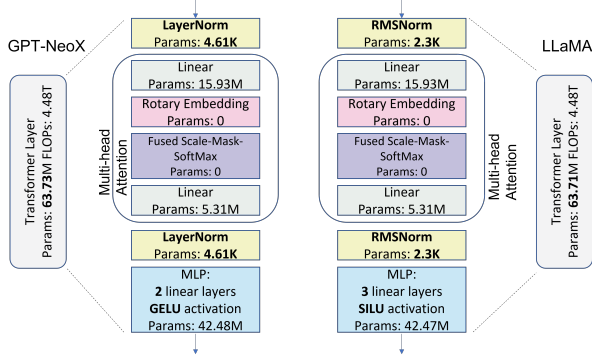 GPT-NeoX
Transformer Layer
Params: 63.73M FLOPs: 4.48T
LayerNorm
Params: 4.61K
Multi-head
Attention
Linear
Params: 15.93M
Rotary Embedding
Params: 0
Fused Scale-Mask-
SoftMax
Params: 0
Linear
Params: 5.31M
LayerNorm
Params: 4.61K
MLP:
2 linear layers
GELU activation
Params: 42.48M
RMSNorm
Params: 2.3K
Linear
Params: 15.93M
Rotary Embedding
Params: 0
Fused Scale-Mask-
SoftMax
Params: 0
Linear
Params: 5.31M
Multi-head
Attention
RMSNorm
Params: 2.3K
MLP:
3 linear layers
SILU activation
Params: 42.47M
LLaMA
Transformer Layer
Params: 63.71M FLOPs: 4.48T